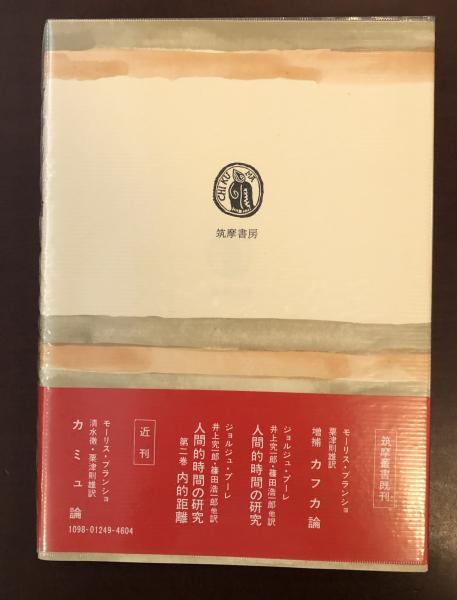 CHIKUMA
筑摩書房
筑摩叢書既刊
モーリス・ブランショ
粟津則雄訳
増補 カフカ論
ジョルジュ・プーレ
井上究一郎・篠田浩一郎他訳
人間的時間の研究
ジョルジュ・プーレ
井上究一郎・篠田浩一郎他訳
人間的時間の研究
第二巻 内的距離
近刊
モーリス・ブランショ
清水徹・粟津則雄訳
カミュ論
1098-01249-4604